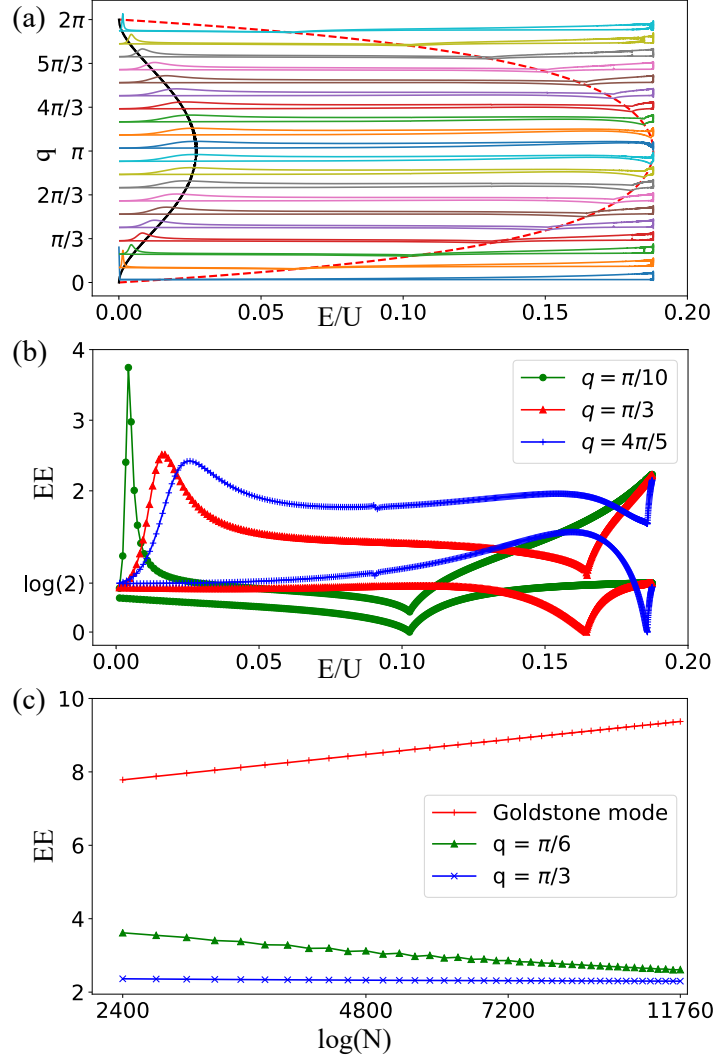 (a)
2π
5π/3
4π/3
π
2π/3
π/3
0
q
0.00 0.05 0.10 0.15 0.20
E/U
(b)
4
3
2
log(2)
0
EE
q = π/10
q = π/3
q = 4π/5
0.00 0.05 0.10 0.15 0.20
E/U
(c)
10
8
6
4
2
EE
Goldstone mode
q = π/6
q = π/3
2400 4800 7200 11760
log(N)